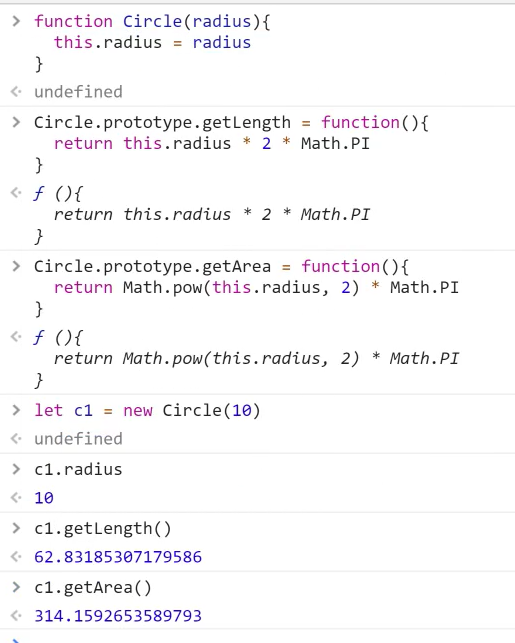 > function Circle(radius){
this.radius = radius
}
undefined
> Circle.prototype.getLength = function(){
return this.radius * 2 * Math.PI
}
ƒ (){
return this.radius * 2 * Math.PI
}
> Circle.prototype.getArea = function(){
return Math.pow(this.radius, 2) * Math.PI
}
ƒ (){
return Math.pow(this.radius, 2) * Math.PI
}
> let c1 = new Circle(10)
undefined
> c1.radius
10
> c1.getLength()
62.83185307179586
> c1.getArea()
314.1592653589793